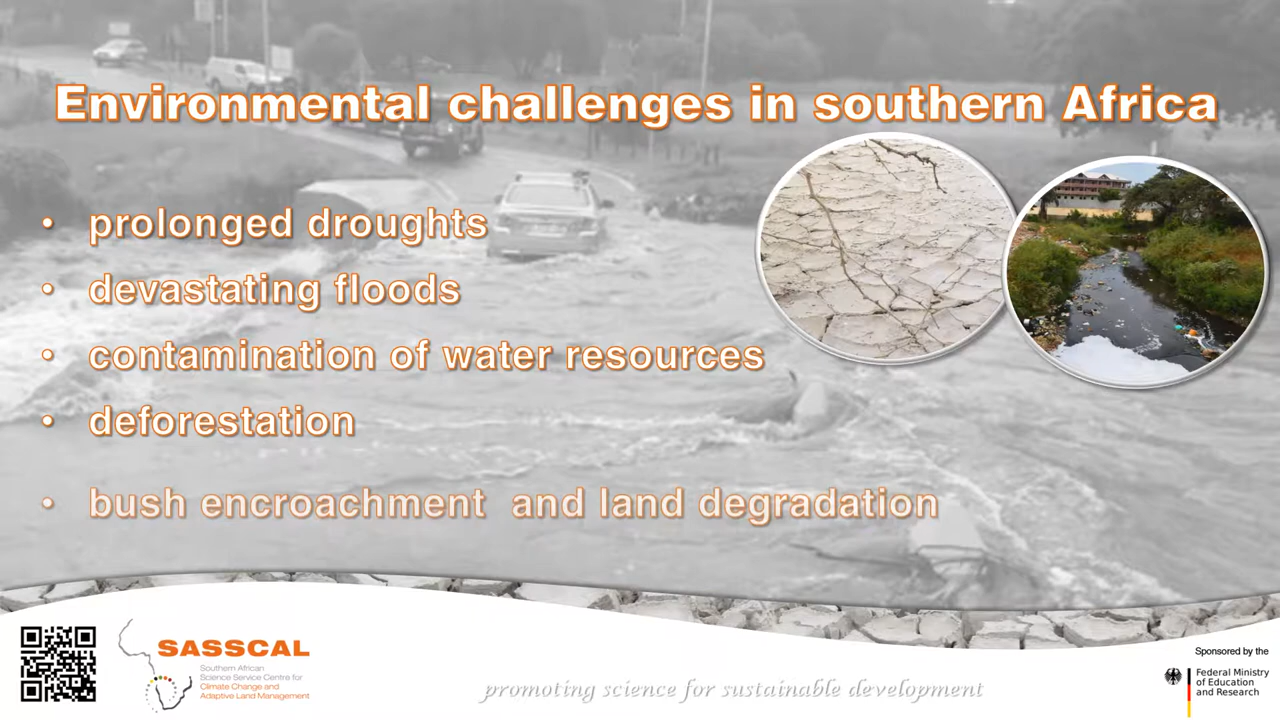 Environmental challenges in southern Africa
• prolonged droughts
• devastating floods
• contamination of water resources
• deforestation
• bush encroachment  and land degradation
SASSCAL
Southern African
Science Service Centre for
Climate Change and
Adaptive Land Management
promoting science for sustainable development
Sponsored by the
Federal Ministry
of Education
and Research